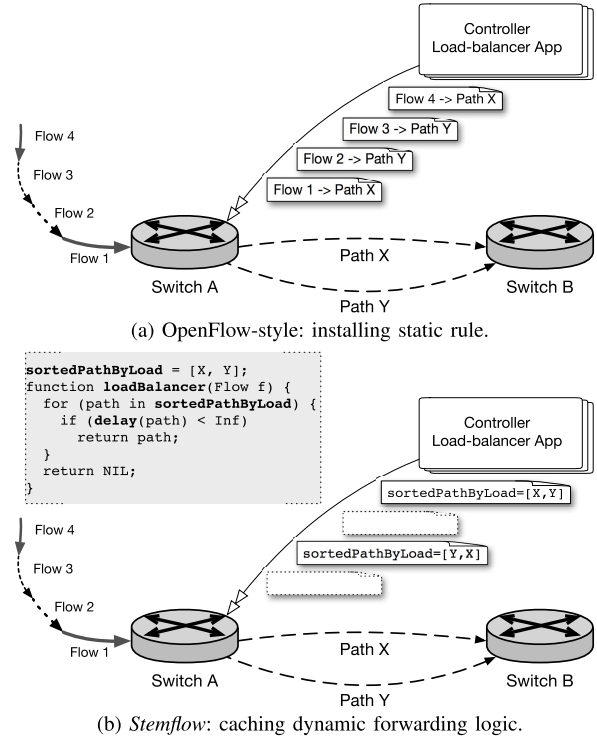 Controller
Load-balancer App
Flow 4 -> Path X
Flow 3 -> Path Y
Flow 2 -> Path Y
Flow 1 -> Path X
Flow 4
Flow 3
Flow 2
Flow 1
Path X
Switch A
Switch B
Path Y
(a) OpenFlow-style: installing static rule.
sortedPathByLoad = [X, Y];
function loadBalancer(Flow f) {
  for (path in sortedPathByLoad) {
    if (delay(path) < Inf)
      return path;
  }
  return NIL;
}
Controller
Load-balancer App
sortedPathByLoad=[X,Y]
sortedPathByLoad=[Y,X]
Flow 4
Flow 3
Flow 2
Flow 1
Path X
Switch A
Switch B
Path Y
(b) Stemflow: caching dynamic forwarding logic.